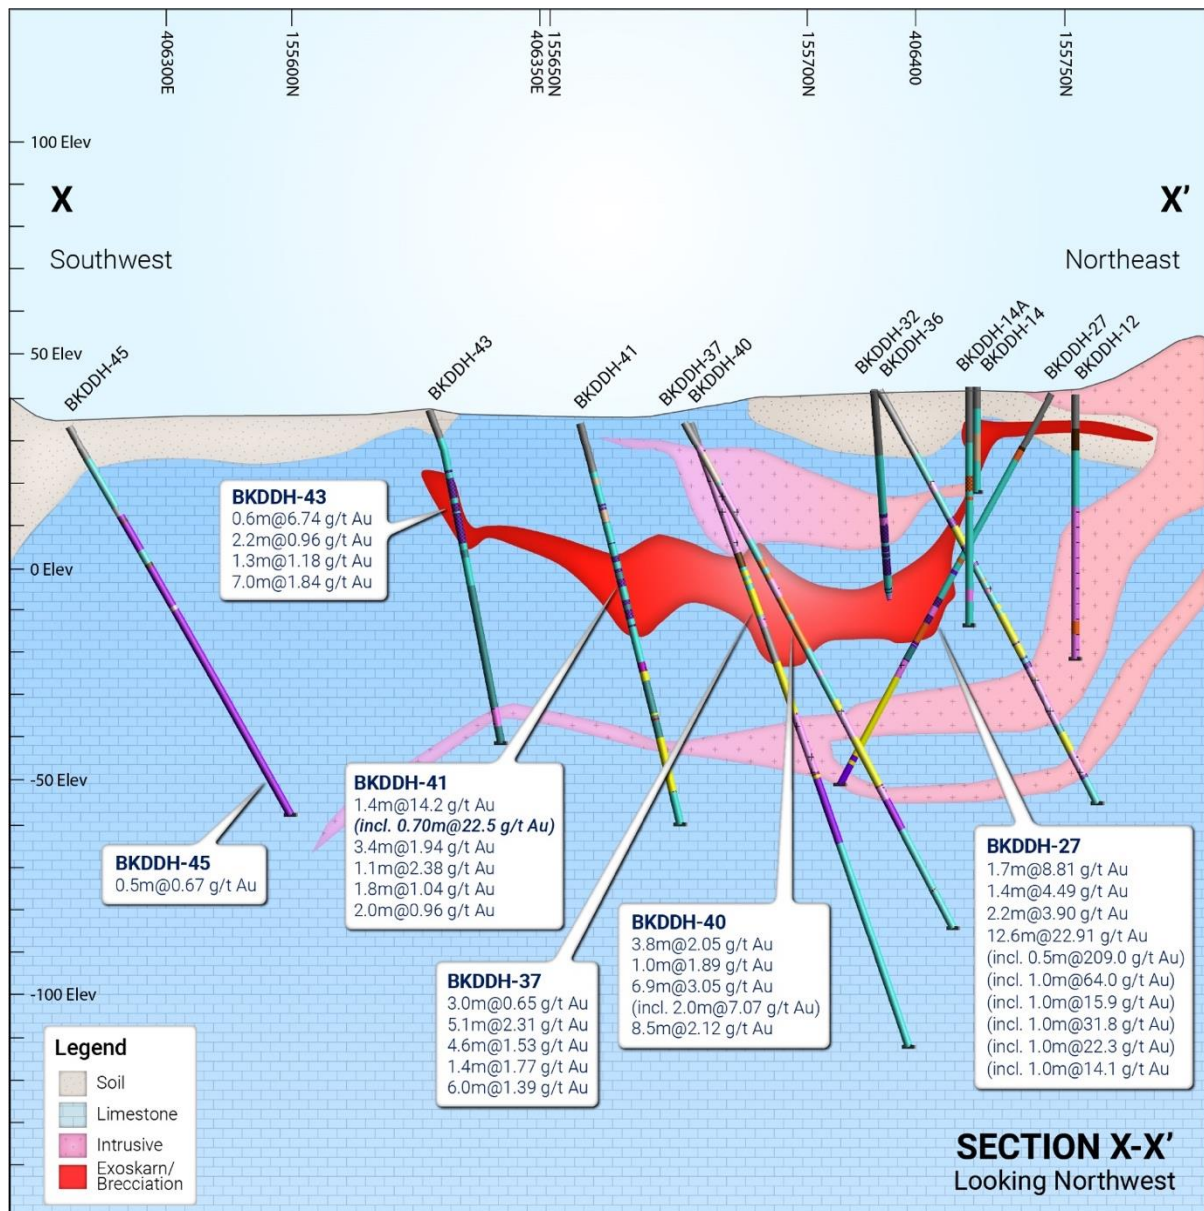 406300E
155600N
406350E
155650N
155700N
406400
155750N
100 Elev
X
X’
Southwest
Northeast
50 Elev
BKDDH-45
BKDDH-43
BKDDH-41
BKDDH-37
BKDDH-40
BKDDH-32
BKDDH-36
BKDDH-14A
BKDDH-14
BKDDH-27
BKDDH-12
BKDDH-43
0.6m@6.74 g/t Au
2.2m@0.96 g/t Au
1.3m@1.18 g/t Au
7.0m@1.84 g/t Au
0 Elev
-50 Elev
BKDDH-41
1.4m@14.2 g/t Au
(incl. 0.70m@22.5 g/t Au)
3.4m@1.94 g/t Au
1.1m@2.38 g/t Au
1.8m@1.04 g/t Au
2.0m@0.96 g/t Au
BKDDH-45
0.5m@0.67 g/t Au
BKDDH-27
1.7m@8.81 g/t Au
1.4m@4.49 g/t Au
2.2m@3.90 g/t Au
12.6m@22.91 g/t Au
(incl. 0.5m@209.0 g/t Au)
(incl. 1.0m@64.0 g/t Au)
(incl. 1.0m@15.9 g/t Au)
(incl. 1.0m@31.8 g/t Au)
(incl. 1.0m@22.3 g/t Au)
(incl. 1.0m@14.1 g/t Au
BKDDH-40
3.8m@2.05 g/t Au
1.0m@1.89 g/t Au
6.9m@3.05 g/t Au
(incl. 2.0m@7.07 g/t Au)
8.5m@2.12 g/t Au
BKDDH-37
3.0m@0.65 g/t Au
5.1m@2.31 g/t Au
4.6m@1.53 g/t Au
1.4m@1.77 g/t Au
6.0m@1.39 g/t Au
-100 Elev
Legend
Soil
Limestone
Intrusive
Exoskarn/
Brecciation
SECTION X-X’
Looking Northwest